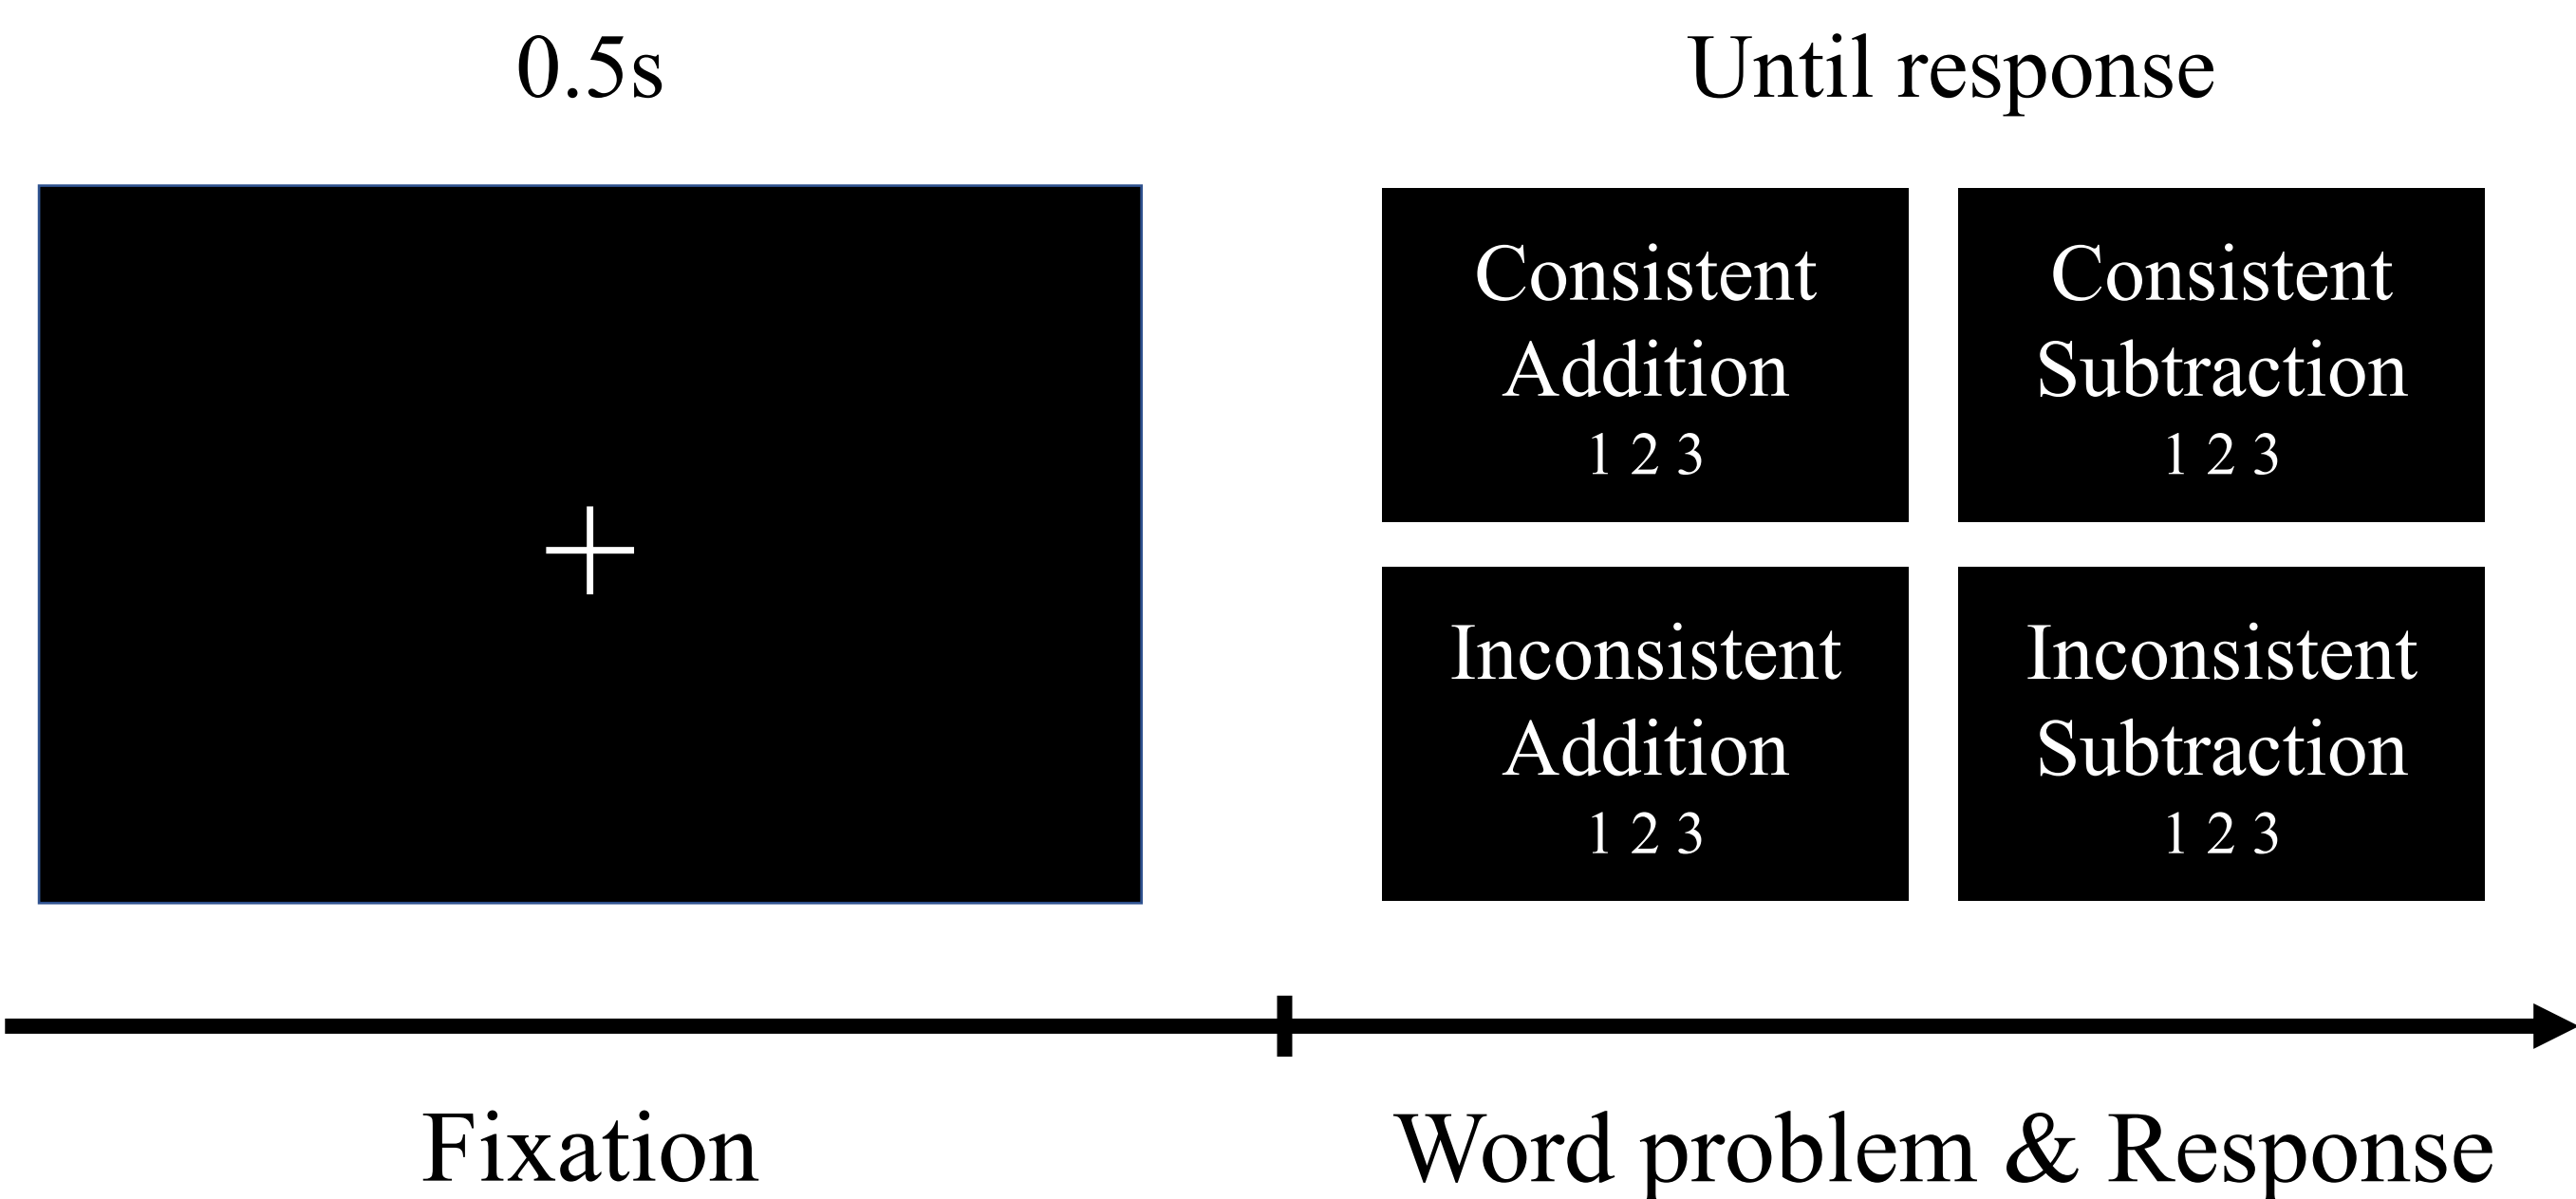 0.5s
Until response
Consistent
Addition
1 2 3
Consistent
Subtraction
1 2 3
Inconsistent
Addition
1 2 3
Inconsistent
Subtraction
1 2 3
Fixation
Word problem & Response